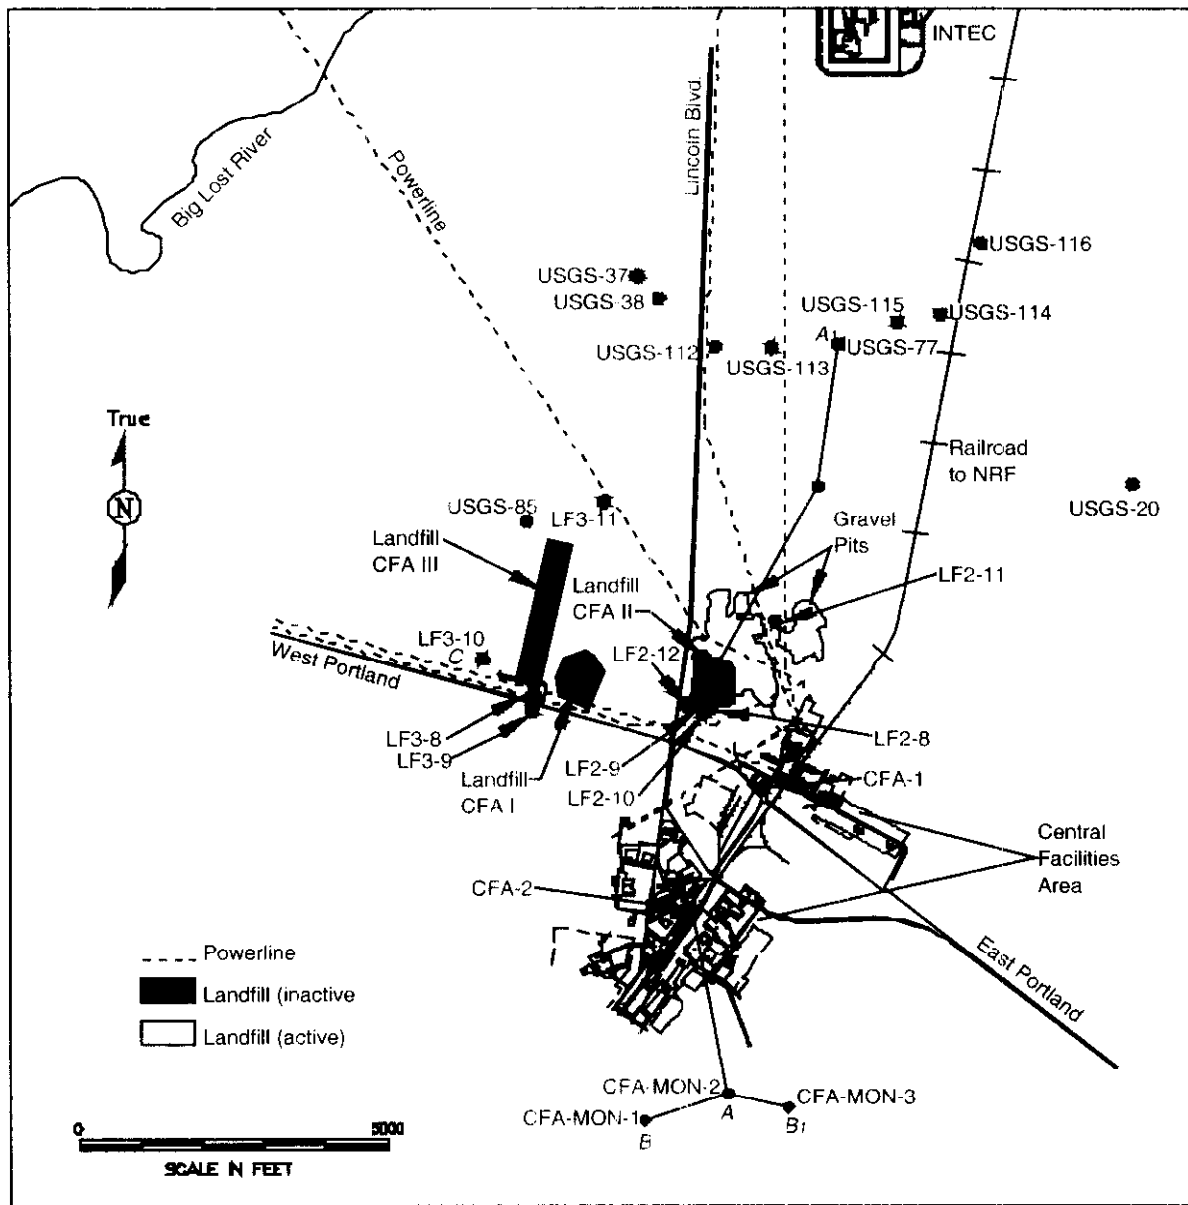 INTEC
Lincoln Blvd.
Powerline
Big Lost River
USGS-116
USGS-37
USGS-38
USGS-115
USGS-114
A1
USGS-77
USGS-112
USGS-113
True
N
Railroad
to NRF
USGS-20
USGS-85
LF3-11
Gravel
Pits
Landfill
CFA III
LF2-11
Landfill
CFA II
LF3-10
C
LF2-12
West Portland
LF3-8
LF3-9
LF2-8
LF2-9
Landfill
CFA I
LF2-10
CFA-1
Central
Facilities
Area
CFA-2
East Portland
Powerline
Landfill (inactive
Landfill (active)
CFA-MON-2
A
CFA-MON-3
B1
CFA-MON-1
B
0 5000
SCALE IN FEET